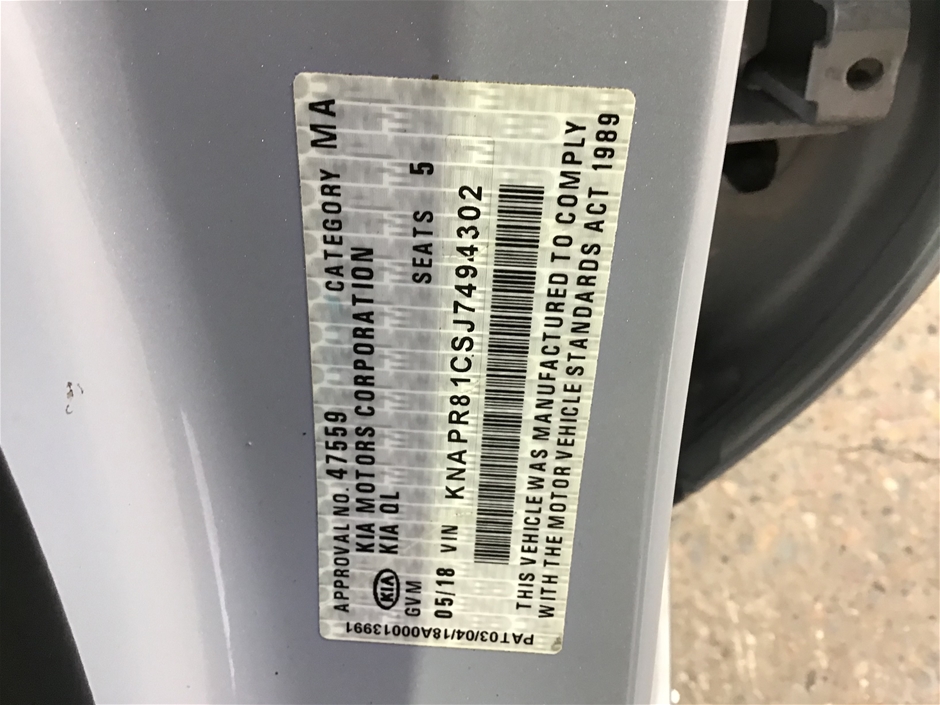 APPROVAL NO. 47559 CATEGORY MA
KIA KIA MOTORS CORPORATION
KIA QL
GVM SEATS 5
05/18 VIN KNAPR81CSJ7494302
THIS VEHICLE WAS MANUFACTURED TO COMPLY
WITH THE MOTOR VEHICLE STANDARDS ACT 1989
PAT03/04/18A00013991